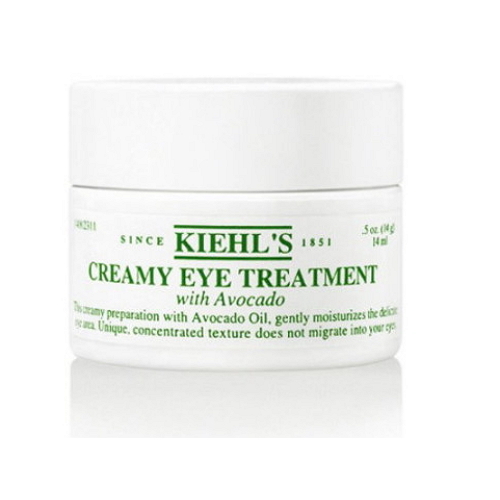 SINCE KIEHL'S 1851
.5 oz. (14 g)
14 ml
CREAMY EYE TREATMENT
with Avocado
This creamy preparation with Avocado Oil, gently moisturizes the delicate
eye area. Unique, concentrated texture does not migrate into your eyes.